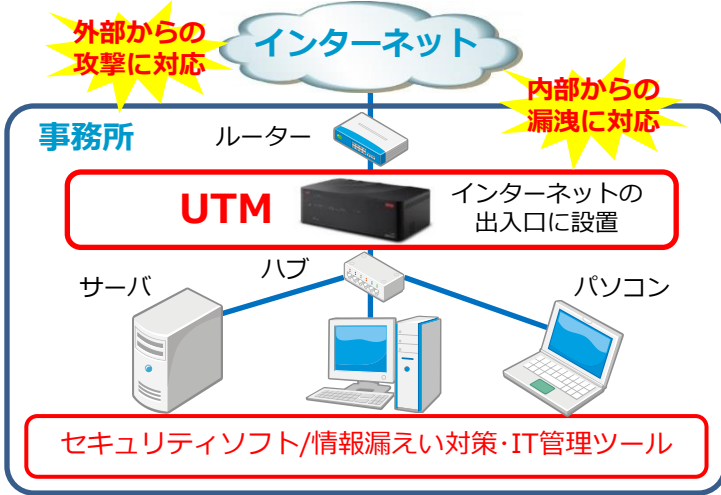 外部からの
攻撃に対応
インターネット
内部からの
漏洩に対応
事務所
ルーター
UTM
インターネットの
出入口に設置
ハブ
サーバ
パソコン
セキュリティソフト/情報漏えい対策･IT管理ツール